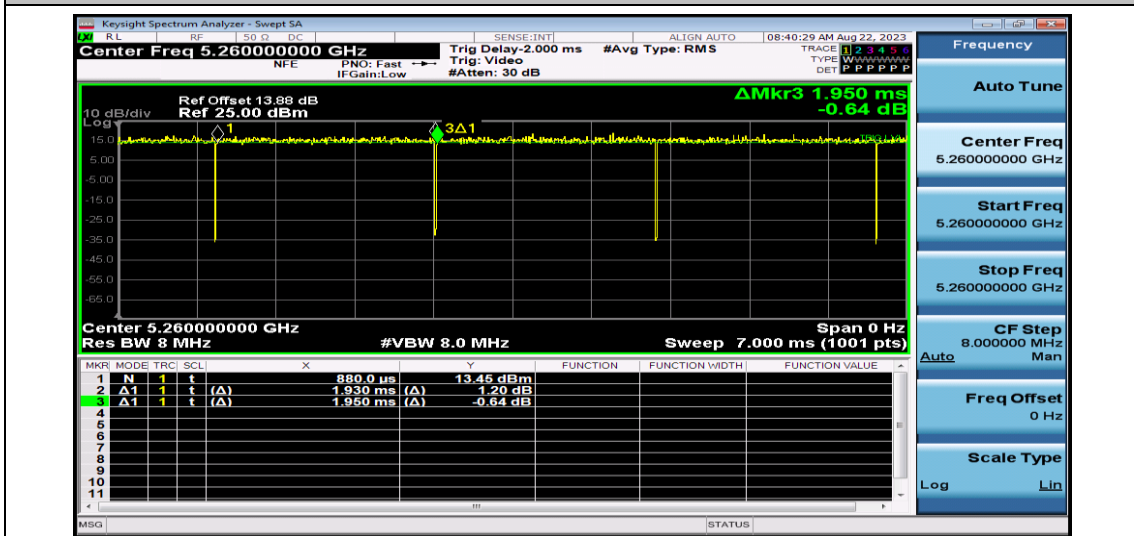 Keysight Spectrum Analyzer - Swept SA
LXI RL RF 50 Ω DC SENSE:INT ALIGN AUTO 08:40:29 AM Aug 22, 2023
Center Freq 5.260000000 GHz Trig Delay-2.000 ms #Avg Type: RMS TRACE 1 2 3 4 5 6
NFE PNO: Fast Trig: Video TYPE WWWWWW
IFGain:Low #Atten: 30 dB DET P P P P P P
Frequency
Auto Tune
ΔMkr3 1.950 ms
-0.64 dB
Ref Offset 13.88 dB
10 dB/div Ref 25.00 dBm
Log
1
3Δ1
15.0
5.00
-5.00
-15.0
-25.0
-35.0
-45.0
-55.0
-65.0
Center 5.260000000 GHz Span 0 Hz
Res BW 8 MHz #VBW 8.0 MHz Sweep 7.000 ms (1001 pts)
MKR MODE TRC SCL X Y FUNCTION FUNCTION WIDTH FUNCTION VALUE
1 N 1 t 880.0 µs 13.45 dBm
2 Δ1 1 t (Δ) 1.930 ms (Δ) 1.20 dB
3 Δ1 1 t (Δ) 1.950 ms (Δ) -0.64 dB
4
5
6
7
8
9
10
11
Center Freq
5.260000000 GHz
Start Freq
5.260000000 GHz
Stop Freq
5.260000000 GHz
CF Step
8.000000 MHz
Auto Man
Freq Offset
0 Hz
Scale Type
Log Lin
MSG STATUS